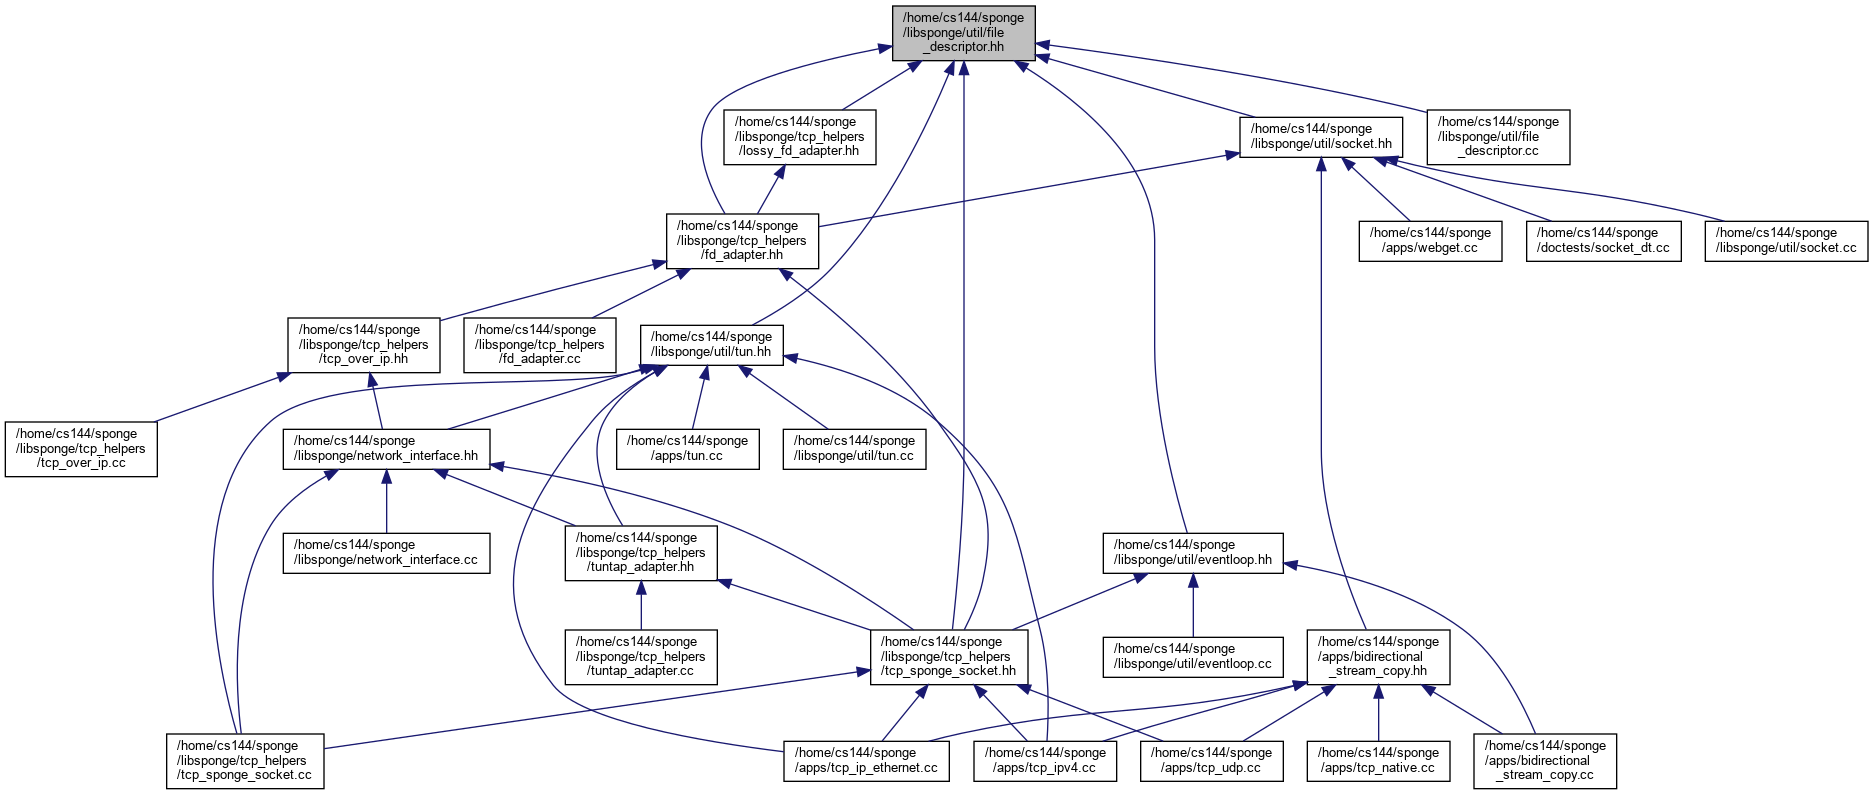 /home/cs144/sponge
/libsponge/util/file
_descriptor.hh
/home/cs144/sponge
/libsponge/tcp_helpers
/lossy_fd_adapter.hh
/home/cs144/sponge
/libsponge/util/socket.hh
/home/cs144/sponge
/libsponge/util/file
_descriptor.cc
/home/cs144/sponge
/libsponge/tcp_helpers
/fd_adapter.hh
/home/cs144/sponge
/apps/webget.cc
/home/cs144/sponge
/doctests/socket_dt.cc
/home/cs144/sponge
/libsponge/util/socket.cc
/home/cs144/sponge
/libsponge/tcp_helpers
/tcp_over_ip.hh
/home/cs144/sponge
/libsponge/tcp_helpers
/fd_adapter.cc
/home/cs144/sponge
/libsponge/util/tun.hh
/home/cs144/sponge
/libsponge/tcp_helpers
/tcp_over_ip.cc
/home/cs144/sponge
/libsponge/network_interface.hh
/home/cs144/sponge
/apps/tun.cc
/home/cs144/sponge
/libsponge/util/tun.cc
/home/cs144/sponge
/libsponge/network_interface.cc
/home/cs144/sponge
/libsponge/tcp_helpers
/tuntap_adapter.hh
/home/cs144/sponge
/libsponge/util/eventloop.hh
/home/cs144/sponge
/libsponge/tcp_helpers
/tuntap_adapter.cc
/home/cs144/sponge
/libsponge/tcp_helpers
/tcp_sponge_socket.hh
/home/cs144/sponge
/libsponge/util/eventloop.cc
/home/cs144/sponge
/apps/bidirectional
_stream_copy.hh
/home/cs144/sponge
/libsponge/tcp_helpers
/tcp_sponge_socket.cc
/home/cs144/sponge
/apps/tcp_ip_ethernet.cc
/home/cs144/sponge
/apps/tcp_ipv4.cc
/home/cs144/sponge
/apps/tcp_udp.cc
/home/cs144/sponge
/apps/tcp_native.cc
/home/cs144/sponge
/apps/bidirectional
_stream_copy.cc